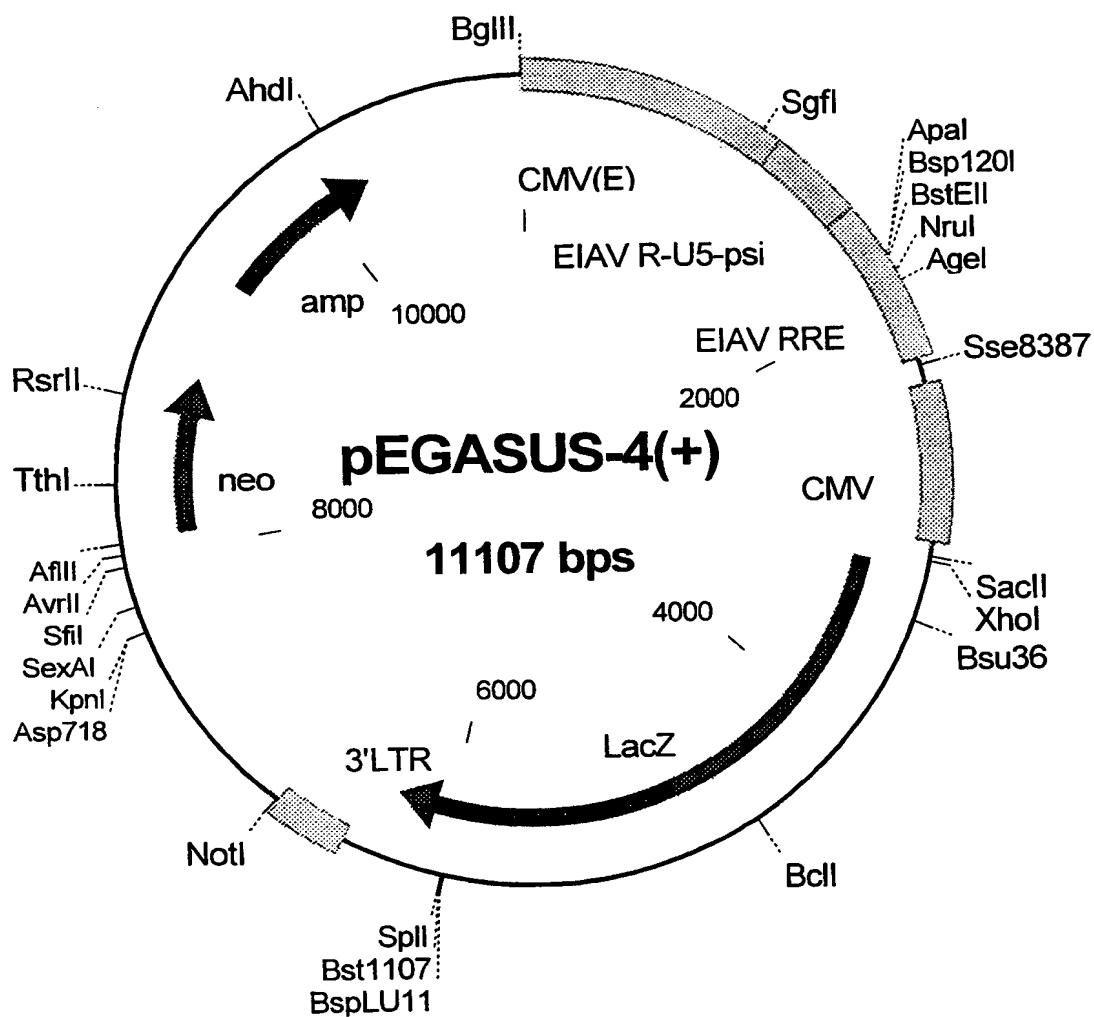 BglII
AhdI
SgfI
ApaI
Bsp120I
BstEII
NruI
AgeI
CMV(E)
EIAV R-U5-psi
amp
10000
EIAV RRE
Sse8387
2000
RsrII
pEGASUS-4(+)
TthI
neo
8000
CMV
11107 bps
AflII
AvrII
SfiI
SexAI
KpnI
Asp718
SacII
XhoI
Bsu36
4000
6000
3'LTR
LacZ
NotI
BclI
SplI
Bst1107
BspLU11